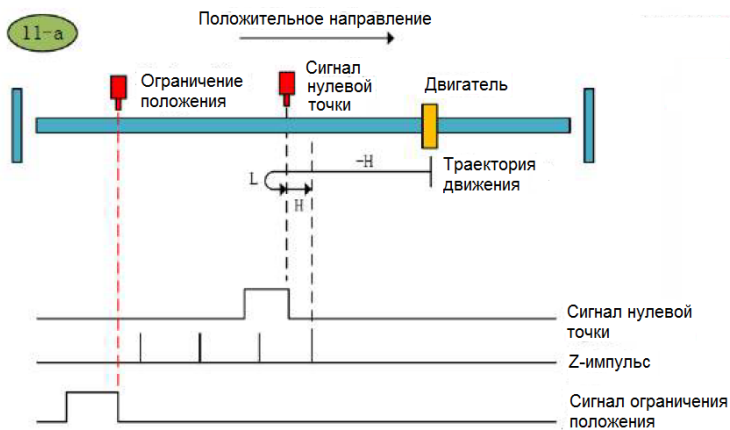 11-a
Положительное направление
Ограничение
положения
Сигнал
нулевой
точки
Двигатель
-H
Траектория
движения
L
H
Сигнал нулевой
точки
Z-импульс
Сигнал ограничения
положения